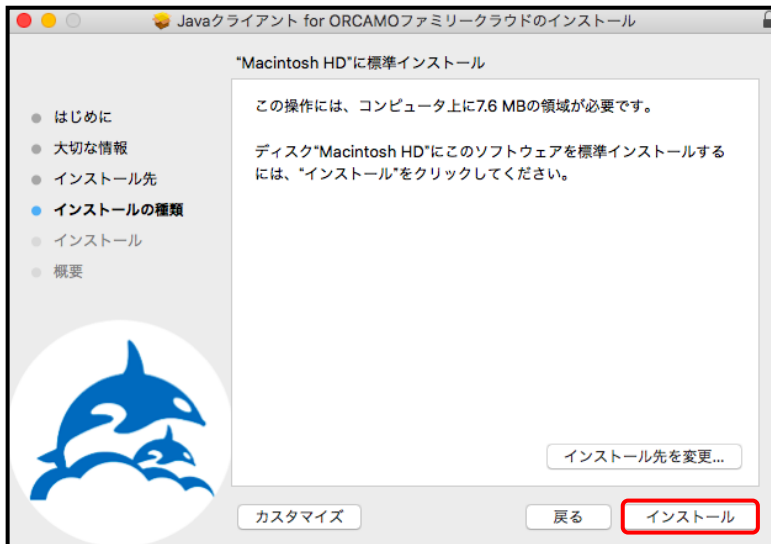 Javaクライアント for ORCAMOファミリークラウドのインストール
"Macintosh HD"に標準インストール
はじめに
大切な情報
インストール先
インストールの種類
インストール
概要
この操作には、コンピュータ上に7.6 MBの領域が必要です。
ディスク"Macintosh HD"にこのソフトウェアを標準インストールする
には、"インストール"をクリックしてください。
インストール先を変更...
カスタマイズ
戻る
インストール